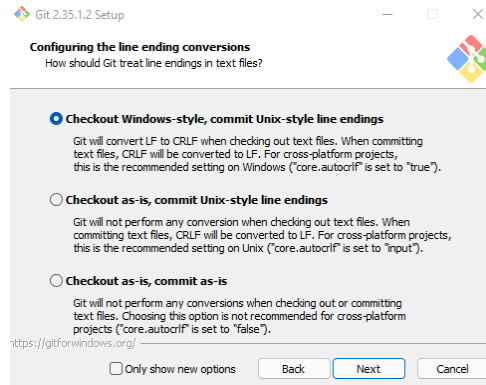 Git 2.35.1.2 Setup
Configuring the line ending conversions
How should Git treat line endings in text files?
Checkout Windows-style, commit Unix-style line endings
Git will convert LF to CRLF when checking out text files. When committing
text files, CRLF will be converted to LF. For cross-platform projects,
this is the recommended setting on Windows ("core.autocrlf" is set to "true").
Checkout as-is, commit Unix-style line endings
Git will not perform any conversion when checking out text files. When
committing text files, CRLF will be converted to LF. For cross-platform projects,
this is the recommended setting on Unix ("core.autocrlf" is set to "input").
Checkout as-is, commit as-is
Git will not perform any conversions when checking out or committing
text files. Choosing this option is not recommended for cross-platform
projects ("core.autocrlf" is set to "false").
https://gitforwindows.org/
Only show new options
Back
Next
Cancel